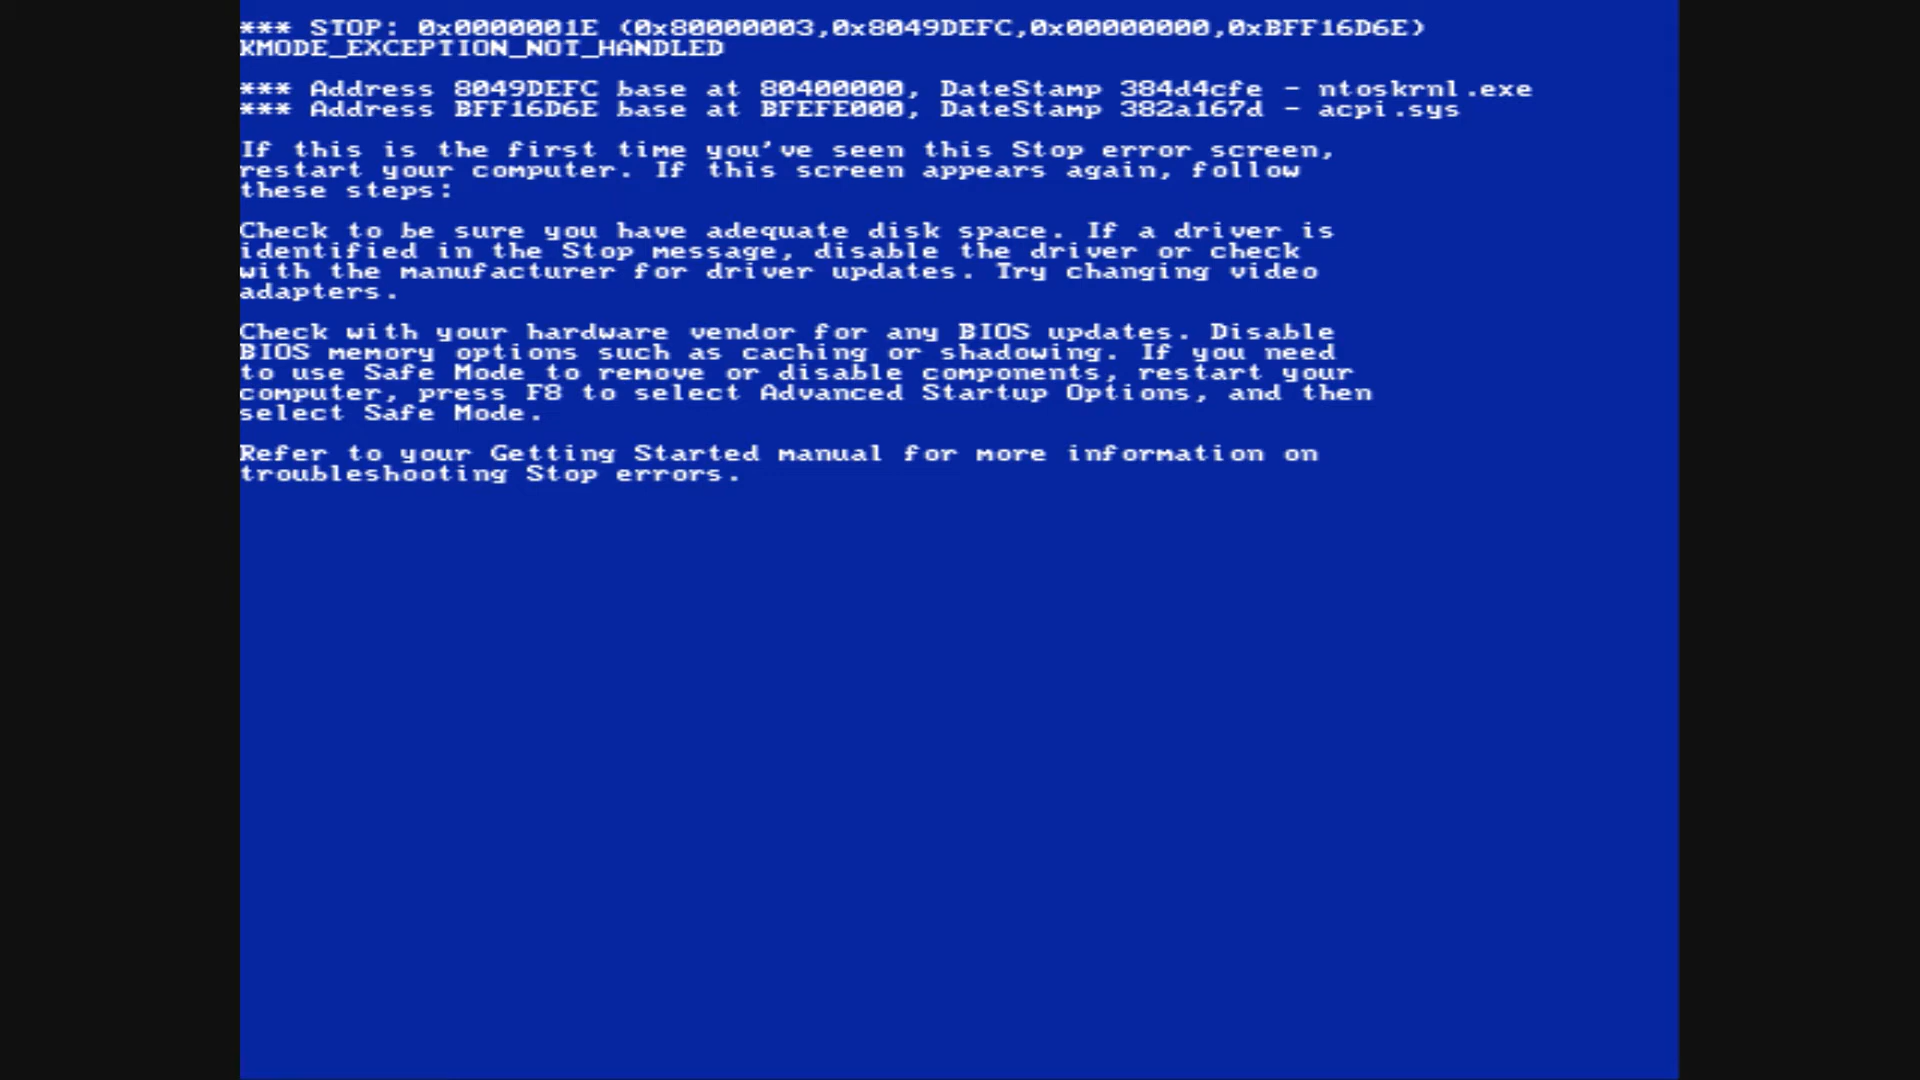 *** STOP: 0x0000001E (0x80000003,0x8049DEFC,0x00000000,0xBFF16D6E)
KMODE_EXCEPTION_NOT_HANDLED
*** Address 8049DEFC base at 80400000, DateStamp 384d4cfe - ntoskrnl.exe
*** Address BFF16D6E base at BFEFE000, DateStamp 382a167d - acpi.sys
If this is the first time you've seen this Stop error screen,
restart your computer. If this screen appears again, follow
these steps:
Check to be sure you have adequate disk space. If a driver is
identified in the Stop message, disable the driver or check
with the manufacturer for driver updates. Try changing video
adapters.
Check with your hardware vendor for any BIOS updates. Disable
BIOS memory options such as caching or shadowing. If you need
to use Safe Mode to remove or disable components, restart your
computer, press F8 to select Advanced Startup Options, and then
select Safe Mode.
Refer to your Getting Started manual for more information on
troubleshooting Stop errors.